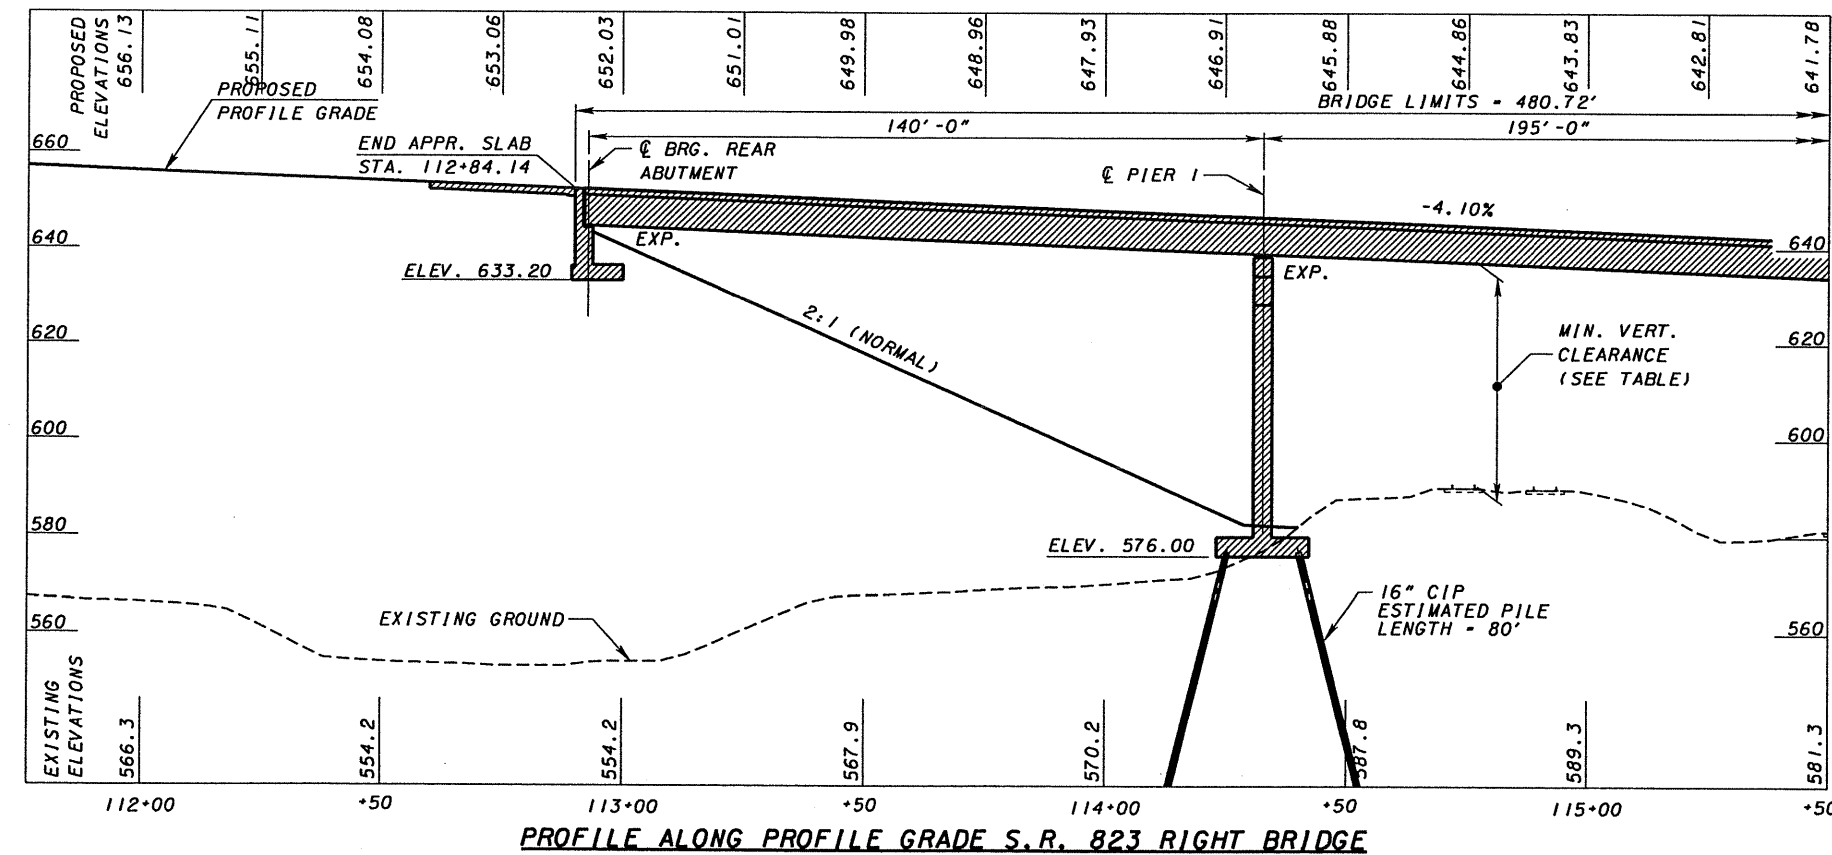 PROPOSED
ELEVATIONS
656.13
655.11
654.08
653.06
652.03
651.01
649.98
648.96
647.93
646.91
645.88
644.86
643.83
642.81
641.78
PROPOSED
PROFILE GRADE
BRIDGE LIMITS = 480.72'
140'-0"
195'-0"
END APPR. SLAB
STA. 112+84.14
℄ BRG. REAR
ABUTMENT
℄ PIER 1
-4.10%
660
640
620
600
580
560
640
620
600
560
EXP.
EXP.
ELEV. 633.20
2:1 (NORMAL)
MIN. VERT.
CLEARANCE
(SEE TABLE)
ELEV. 576.00
EXISTING GROUND
16" CIP
ESTIMATED PILE
LENGTH = 80'
EXISTING
ELEVATIONS
566.3
554.2
554.2
567.9
570.2
587.8
589.3
581.3
112+00
+50
113+00
+50
114+00
+50
115+00
+50
PROFILE ALONG PROFILE GRADE S.R. 823 RIGHT BRIDGE